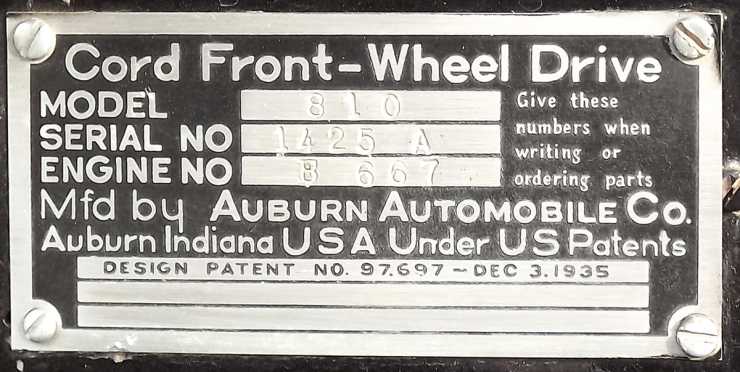 Cord Front-Wheel Drive
MODEL 810
SERIAL NO 1425 A
ENGINE NO B 667
Give these
numbers when
writing or
ordering parts
Mfd by AUBURN AUTOMOBILE CO.
Auburn Indiana USA Under US Patents
DESIGN PATENT NO. 97,697 - DEC 3, 1935